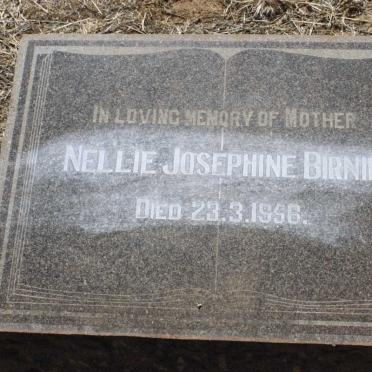 IN LOVING MEMORY OF MOTHER
NELLIE JOSEPHINE
DIED 23.3.1956.